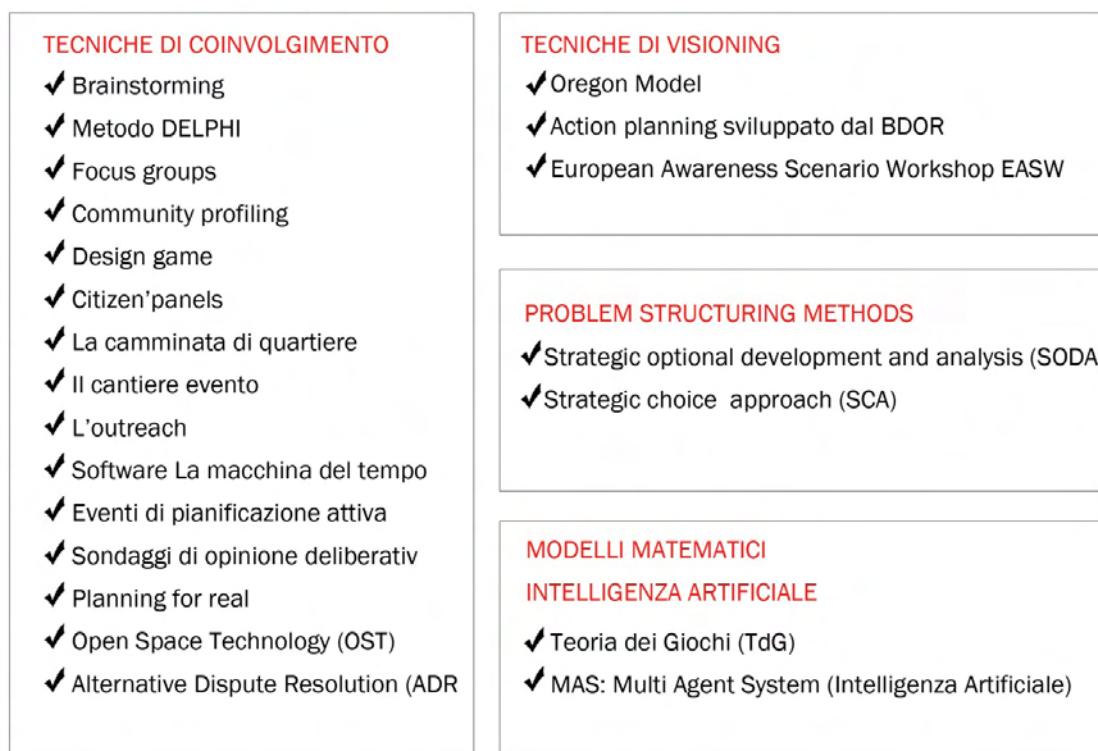 TECNICHE DI COINVOLGIMENTO
✔ Brainstorming
✔ Metodo DELPHI
✔ Focus groups
✔ Community profiling
✔ Design game
✔ Citizen'panels
✔ La camminata di quartiere
✔ Il cantiere evento
✔ L'outreach
✔ Software La macchina del tempo
✔ Eventi di pianificazione attiva
✔ Sondaggi di opinione deliberativ
✔ Planning for real
✔ Open Space Technology (OST)
✔ Alternative Dispute Resolution (ADR
TECNICHE DI VISIONING
✔ Oregon Model
✔ Action planning sviluppato dal BDOR
✔ European Awareness Scenario Workshop EASW
PROBLEM STRUCTURING METHODS
✔ Strategic optional development and analysis (SODA
✔ Strategic choice approach (SCA)
MODELLI MATEMATICI
INTELLIGENZA ARTIFICIALE
✔ Teoria dei Giochi (TdG)
✔ MAS: Multi Agent System (Intelligenza Artificiale)